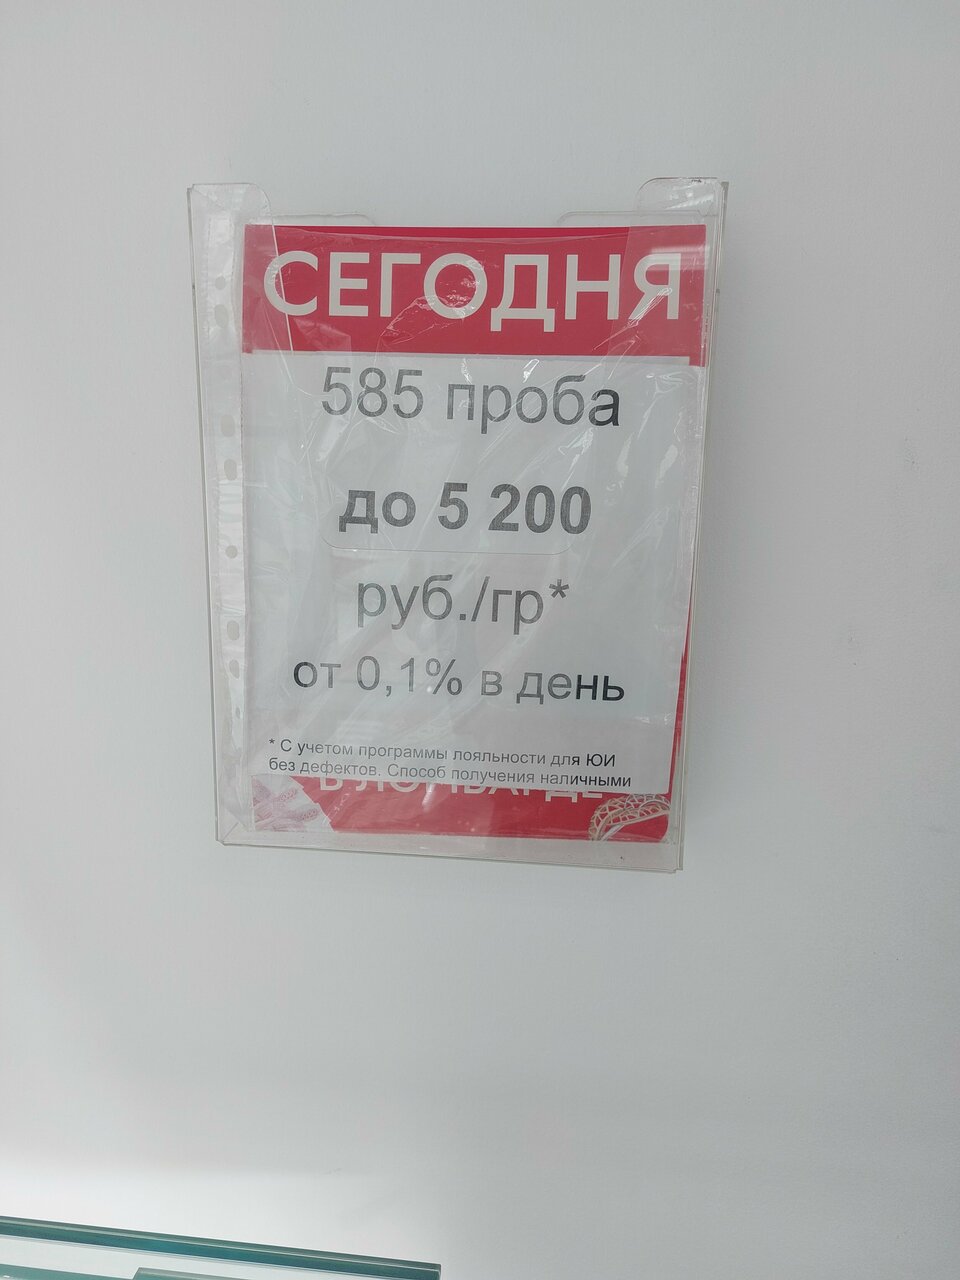 СЕГОДНЯ
585 проба
до 5 200
руб./гр*
от 0,1% в день
* С учетом программы лояльности для ЮИ
без дефектов. Способ получения наличными
В ЛОМБАРДЕ